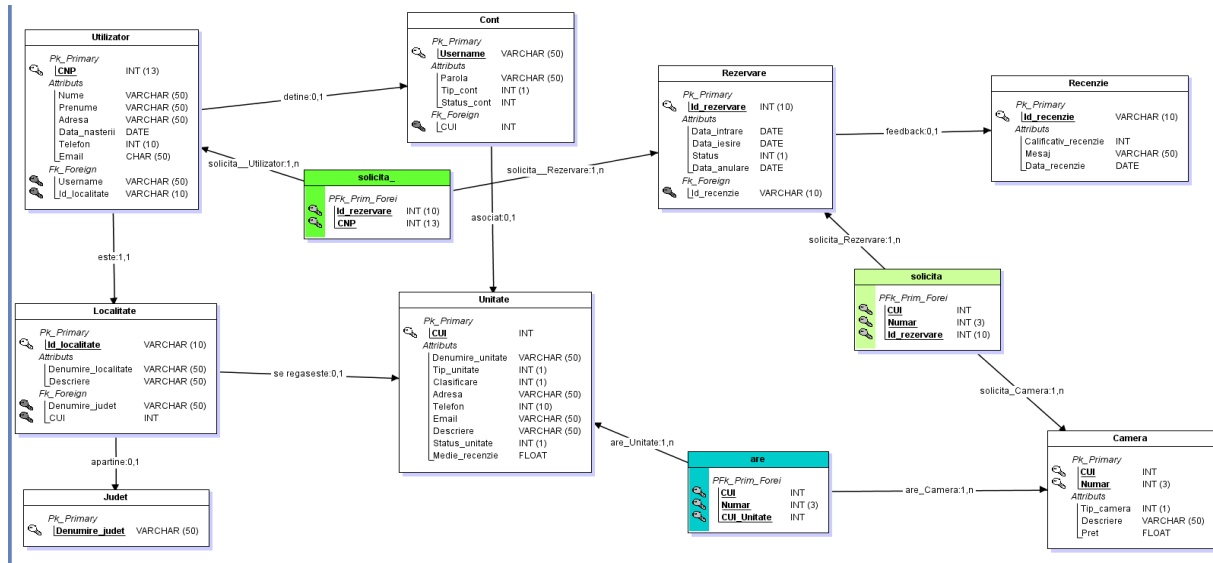 Utilizator
Pk_Primary
CNP INT (13)
Attributs
Nume VARCHAR (50)
Prenume VARCHAR (50)
Adresa VARCHAR (50)
Data_nasterii DATE
Telefon INT (10)
Email CHAR (50)
Fk_Foreign
Username VARCHAR (50)
Id_localitate VARCHAR (10)
detine:0,1
Cont
Pk_Primary
Username VARCHAR (50)
Attributs
Parola VARCHAR (50)
Tip_cont INT (1)
Status_cont INT
Fk_Foreign
CUI INT
solicita__Utilizator:1,n
solicita_
PFk_Prim_Forei
Id_rezervare INT (10)
CNP INT (13)
solicita__Rezervare:1,n
Rezervare
Pk_Primary
Id_rezervare INT (10)
Attributs
Data_intrare DATE
Data_iesire DATE
Status INT (1)
Data_anulare DATE
Fk_Foreign
Id_recenzie VARCHAR (10)
feedback:0,1
Recenzie
Pk_Primary
Id_recenzie VARCHAR (10)
Attributs
Calificativ_recenzie INT
Mesaj VARCHAR (50)
Data_recenzie DATE
asociat:0,1
este:1,1
solicita_Rezervare:1,n
Localitate
Pk_Primary
Id_localitate VARCHAR (10)
Attributs
Denumire_localitate VARCHAR (50)
Descriere VARCHAR (50)
Fk_Foreign
Denumire_judet VARCHAR (50)
CUI INT
se regaseste:0,1
Unitate
Pk_Primary
CUI INT
Attributs
Denumire_unitate VARCHAR (50)
Tip_unitate INT (1)
Clasificare INT (1)
Adresa VARCHAR (50)
Telefon INT (10)
Email VARCHAR (50)
Descriere VARCHAR (50)
Status_unitate INT (1)
Medie_recenzie FLOAT
solicita
PFk_Prim_Forei
CUI INT
Numar INT (3)
Id_rezervare INT (10)
solicita_Camera:1,n
apartine:0,1
Judet
Pk_Primary
Denumire_judet VARCHAR (50)
are_Unitate:1,n
are
PFk_Prim_Forei
CUI INT
Numar INT (3)
CUI_Unitate INT
are_Camera:1,n
Camera
Pk_Primary
CUI INT
Numar INT (3)
Attributs
Tip_camera INT (1)
Descriere VARCHAR (50)
Pret FLOAT